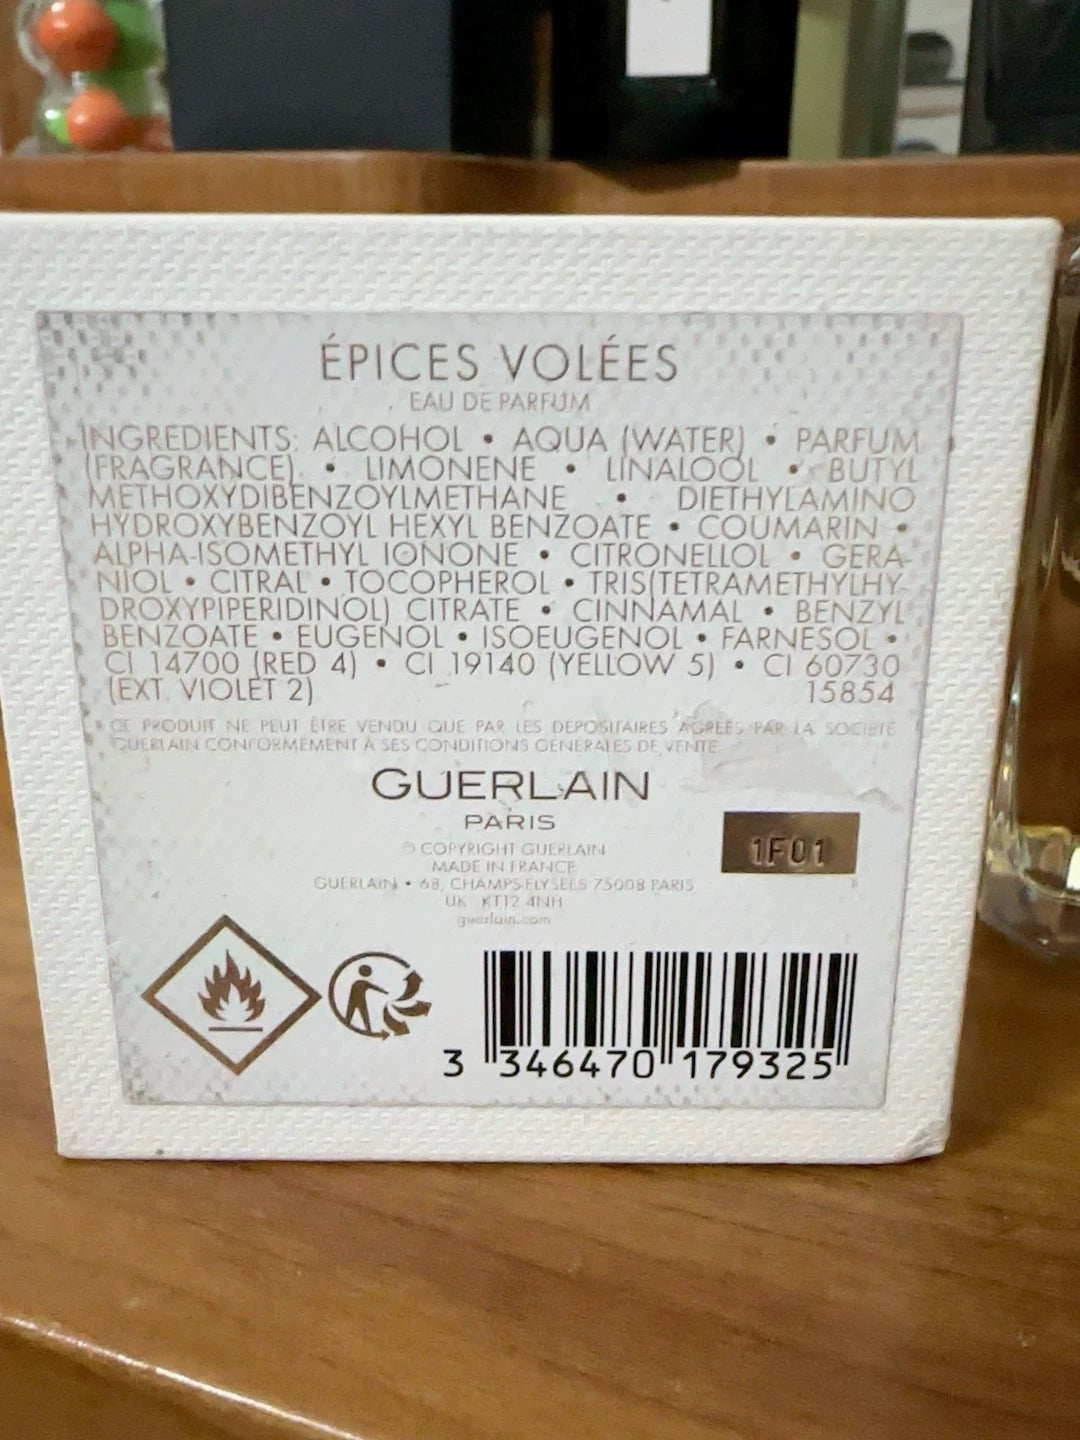 ÉPICES VOLÉES
EAU DE PARFUM
INGREDIENTS: ALCOHOL • AQUA (WATER) • PARFUM
(FRAGRANCE) • LIMONENE • LINALOOL • BUTYL
METHOXYDIBENZOYLMETHANE • DIETHYLAMINO
HYDROXYBENZOYL HEXYL BENZOATE • COUMARIN •
ALPHA-ISOMETHYL IONONE • CITRONELLOL • GERA-
NIOL • CITRAL • TOCOPHEROL • TRIS(TETRAMETHYLHY-
DROXYPIPERIDINOL) CITRATE • CINNAMAL • BENZYL
BENZOATE • EUGENOL • ISOEUGENOL • FARNESOL •
CI 14700 (RED 4) • CI 19140 (YELLOW 5) • CI 60730
(EXT. VIOLET 2) 15854
CE PRODUIT NE PEUT ÊTRE VENDU QUE PAR LES DEPOSITAIRES AGREES PAR LA SOCIETE
GUERLAIN CONFORMEMENT À SES CONDITIONS GENERALES DE VENTE.
GUERLAIN
PARIS
1F01
© COPYRIGHT GUERLAIN
MADE IN FRANCE
GUERLAIN • 68, CHAMPS ELYSEES 75008 PARIS
UK KT12 4NH
guerlain.com
3 346470 179325